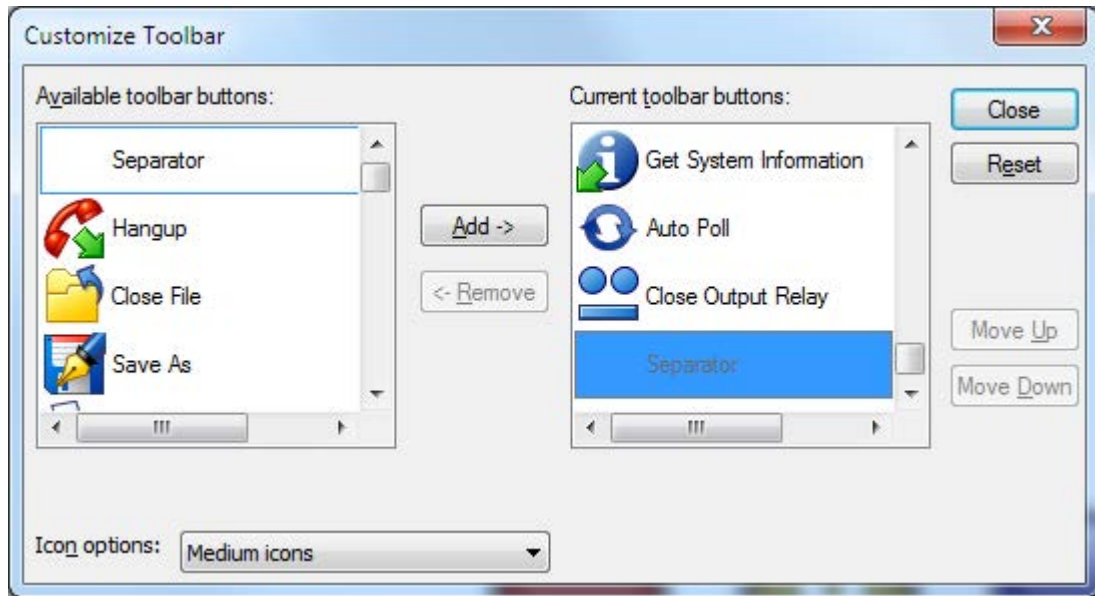 Customize Toolbar
X
Available toolbar buttons:
Separator
Hangup
Close File
Save As
Add ->
<- Remove
Current toolbar buttons:
Get System Information
Auto Poll
Close Output Relay
Separator
Close
Reset
Move Up
Move Down
Icon options:
Medium icons